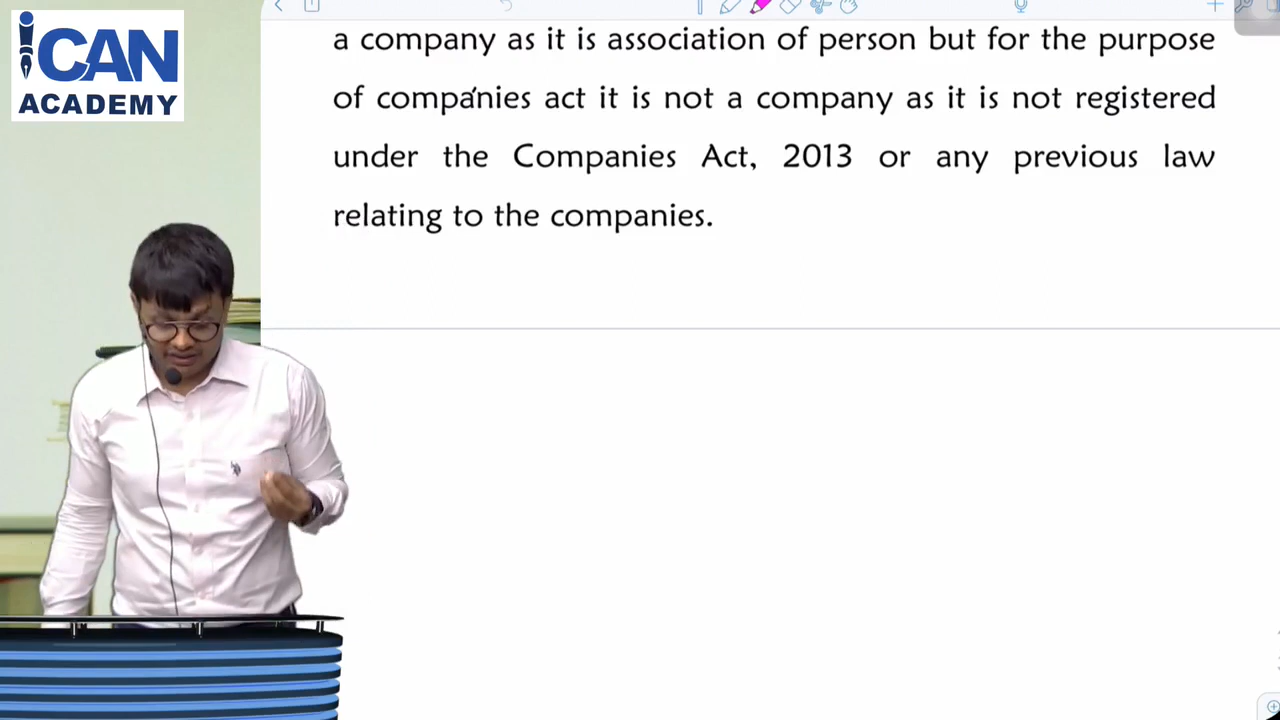 iCAN
ACADEMY
a company as it is association of person but for the purpose
of companies act it is not a company as it is not registered
under the Companies Act, 2013 or any previous law
relating to the companies.